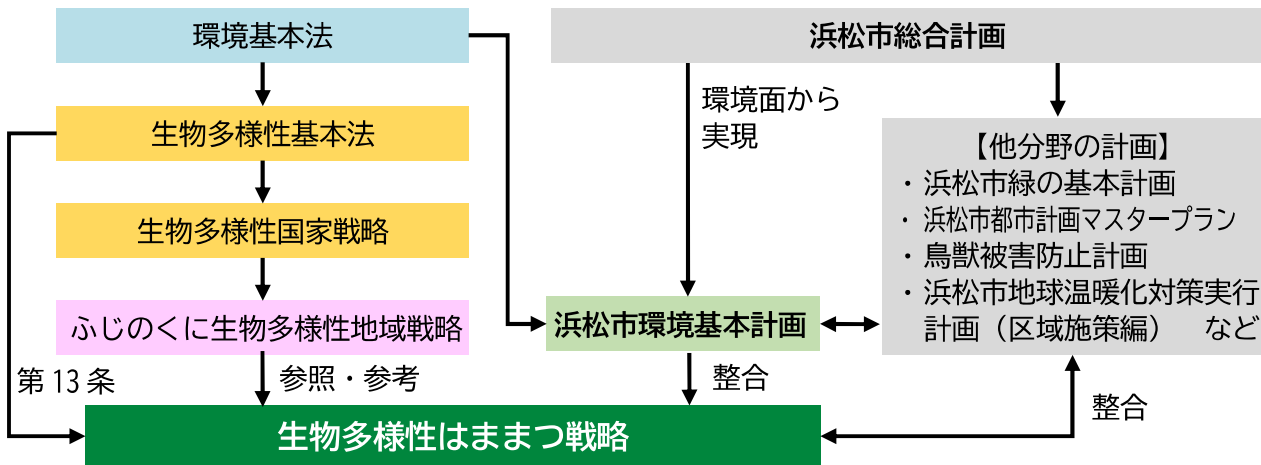 環境基本法
生物多様性基本法
生物多様性国家戦略
ふじのくに生物多様性地域戦略
第 13 条
参照・参考
浜松市総合計画
環境面から
実現
【他分野の計画】
・浜松市緑の基本計画
・浜松市都市計画マスタープラン
・鳥獣被害防止計画
・浜松市地球温暖化対策実行
計画(区域施策編) など
浜松市環境基本計画
整合
整合
生物多様性はままつ戦略